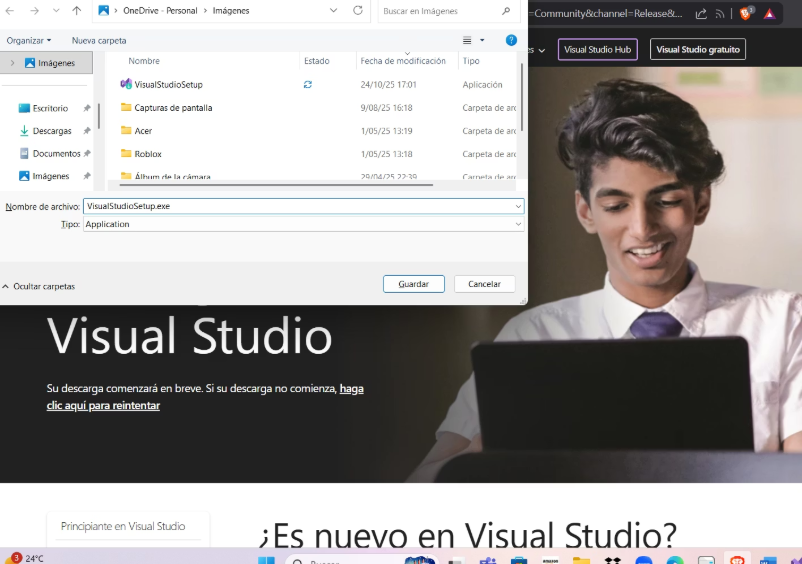 OneDrive - Personal > Imágenes
Buscar en Imágenes
=Community&channel=Release&...
Organizar
Nueva carpeta
Visual Studio Hub
Visual Studio gratuito
Imágenes
Nombre
Estado
Fecha de modificación
Tipo
VisualStudioSetup
24/10/25 17:01
Aplicación
Escritorio
Capturas de pantalla
9/08/25 16:18
Carpeta de arc
Descargas
Acer
1/05/25 13:19
Carpeta de arc
Documentos
Roblox
1/05/25 13:18
Carpeta de arc
Imágenes
Álbum de la cámara
29/04/25 22:39
Carpeta de arc
Nombre de archivo:
VisualStudioSetup.exe
Tipo:
Application
Ocultar carpetas
Guardar
Cancelar
Visual Studio
Su descarga comenzará en breve. Si su descarga no comienza, haga
clic aquí para reintentar
Principiante en Visual Studio
¿Es nuevo en Visual Studio?
3
24°C
Buscar